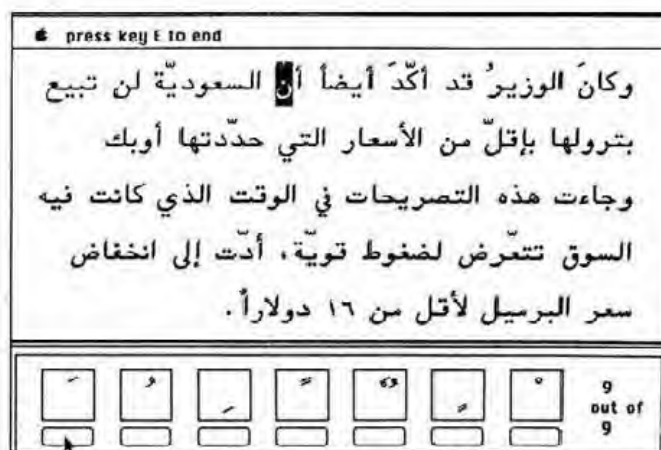 press key E to end
وكانَ الوزيرُ قد أكّدَ أيضاً أن السعوديّة لن تبيع
بترولها بإقلّ من الأسعار التي حدّدتها أوبك
وجاءت هذه التصريحات في الوقت الذي كانت فيه
السوق تتعّرض لضغوط قويّة، أدّت إلى انخفاض
سعر البرميل لأقل من ١٦ دولاراً.
9
out of
9